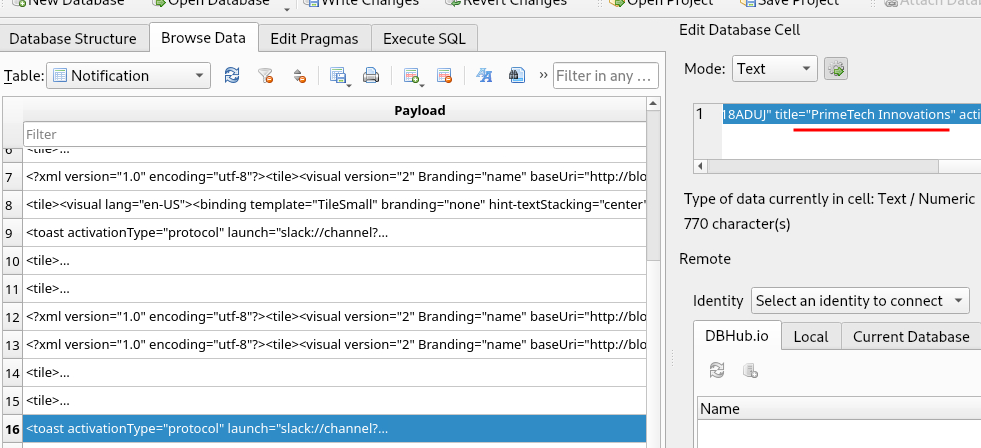 New Database Open Database Write Changes Revert Changes Open Project Save Project Attach Data
Database Structure Browse Data Edit Pragmas Execute SQL
Table: Notification » Filter in any ...
Payload
Filter
6 <tile>...
7 <?xml version="1.0" encoding="utf-8"?><tile><visual version="2" Branding="name" baseUri="http://blo
8 <tile><visual lang="en-US"><binding template="TileSmall" branding="none" hint-textStacking="center"
9 <toast activationType="protocol" launch="slack://channel?...
10 <tile>...
11 <tile>...
12 <?xml version="1.0" encoding="utf-8"?><tile><visual version="2" Branding="name" baseUri="http://blo
13 <?xml version="1.0" encoding="utf-8"?><tile><visual version="2" Branding="name" baseUri="http://blo
14 <tile>...
15 <tile>...
16 <toast activationType="protocol" launch="slack://channel?...
Edit Database Cell
Mode: Text
1 18ADUJ" title="PrimeTech Innovations" acti
Type of data currently in cell: Text / Numeric
770 character(s)
Remote
Identity Select an identity to connect
DBHub.io Local Current Database
Name